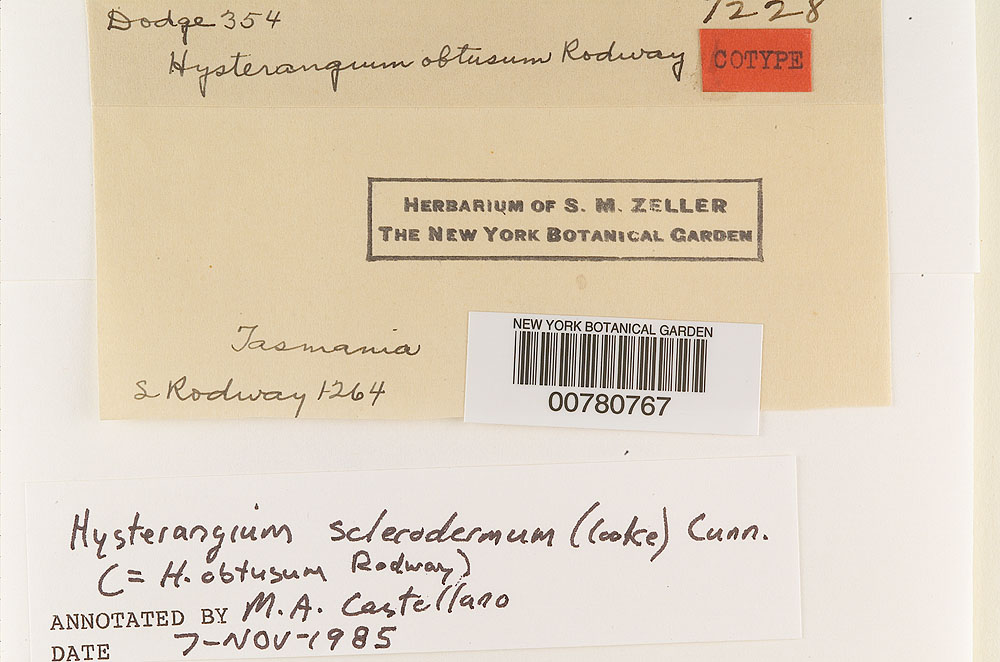 Dodge 354
7228
Hysterangium obtusum Rodway
COTYPE
HERBARIUM OF S. M. ZELLER
THE NEW YORK BOTANICAL GARDEN
Tasmania
L Rodway 1264
NEW YORK BOTANICAL GARDEN
00780767
Hysterangium sclerodermum (Cooke) Cunn.
(= H. obtusum Rodway)
ANNOTATED BY M.A. Castellano
DATE 7-NOV-1985